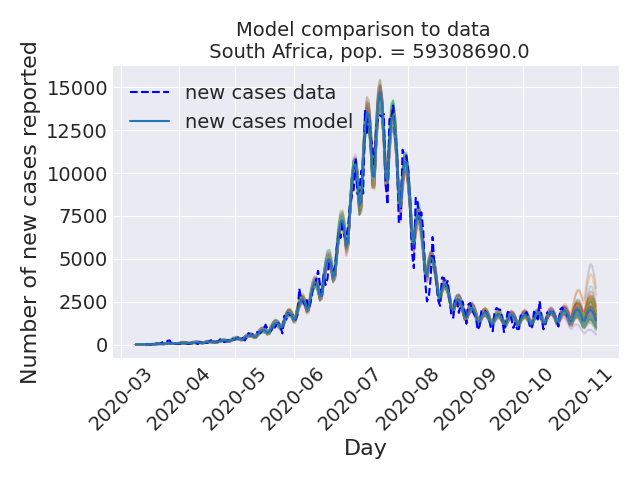 Model comparison to data
South Africa, pop. = 59308690.0
new cases data
new cases model
Number of new cases reported
15000
12500
10000
7500
5000
2500
0
2020-03
2020-04
2020-05
2020-06
2020-07
2020-08
2020-09
2020-10
2020-11
Day